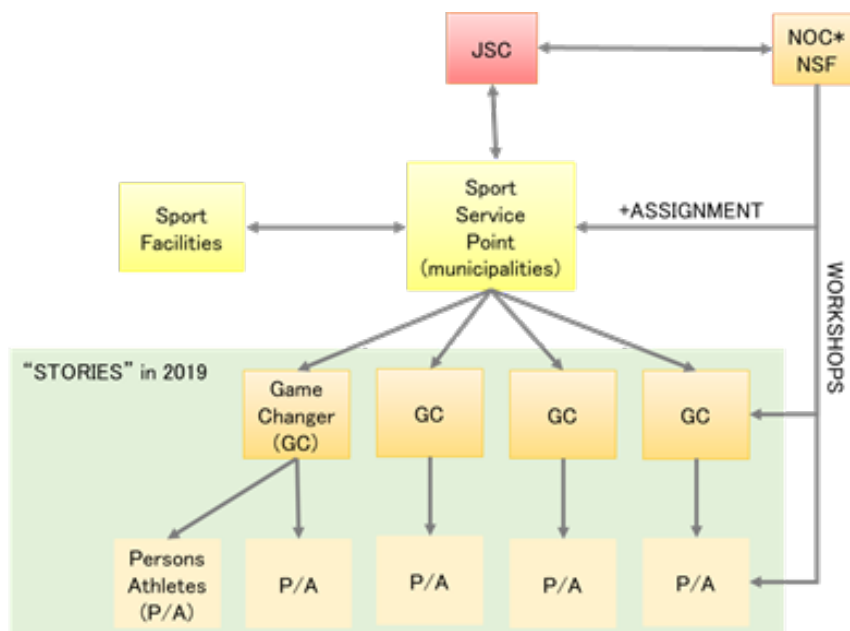 JSC
NOC*
NSF
Sport
Facilities
Sport
Service
Point
(municipalities)
+ASSIGNMENT
WORKSHOPS
“STORIES” in 2019
Game
Changer
(GC)
GC
GC
GC
Persons
Athletes
(P/A)
P/A
P/A
P/A
P/A